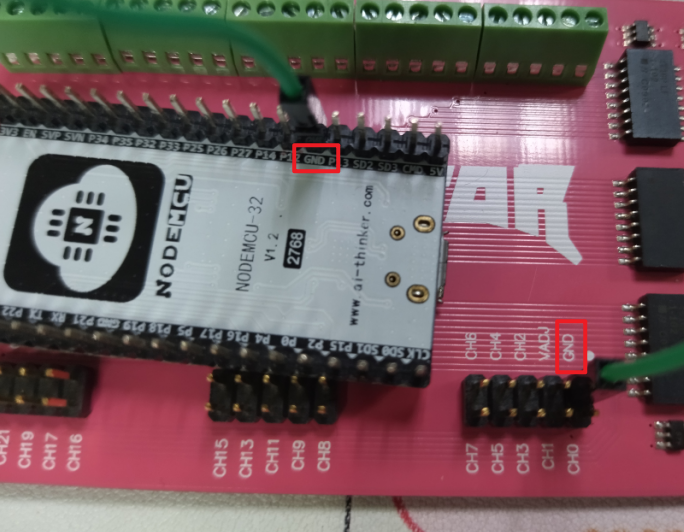 3V3 EN SVP SVN P34 P35 P32 P33 P25 P26 P27 P14 P12 GND P13 SD2 SD3 CMD 5V
N
NODEMCU
NODEMCU-32
V1.2
2768
www.ai-thinker.com
P22 TX RX P21 GND P19 P18 P5 P17 P16 P4 P0 P2 P15 SD1 SD0 CLK
CH6 CH4 CH2 VADJ GND
CH21 CH19 CH17 CH16
CH15 CH13 CH11 CH9 CH8
CH7 CH5 CH3 CH1 CH0